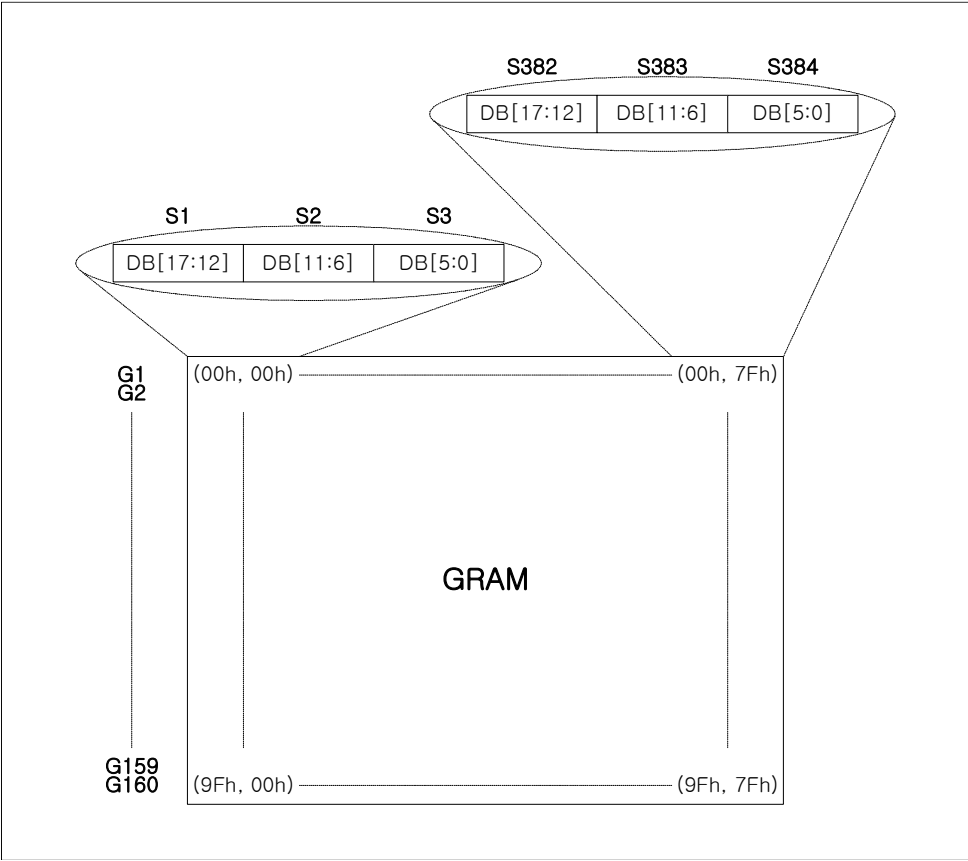 S382 S383 S384
DB[17:12] DB[11:6] DB[5:0]
S1 S2 S3
DB[17:12] DB[11:6] DB[5:0]
G1 (00h, 00h) (00h, 7Fh)
G2
GRAM
G159
G160 (9Fh, 00h) (9Fh, 7Fh)